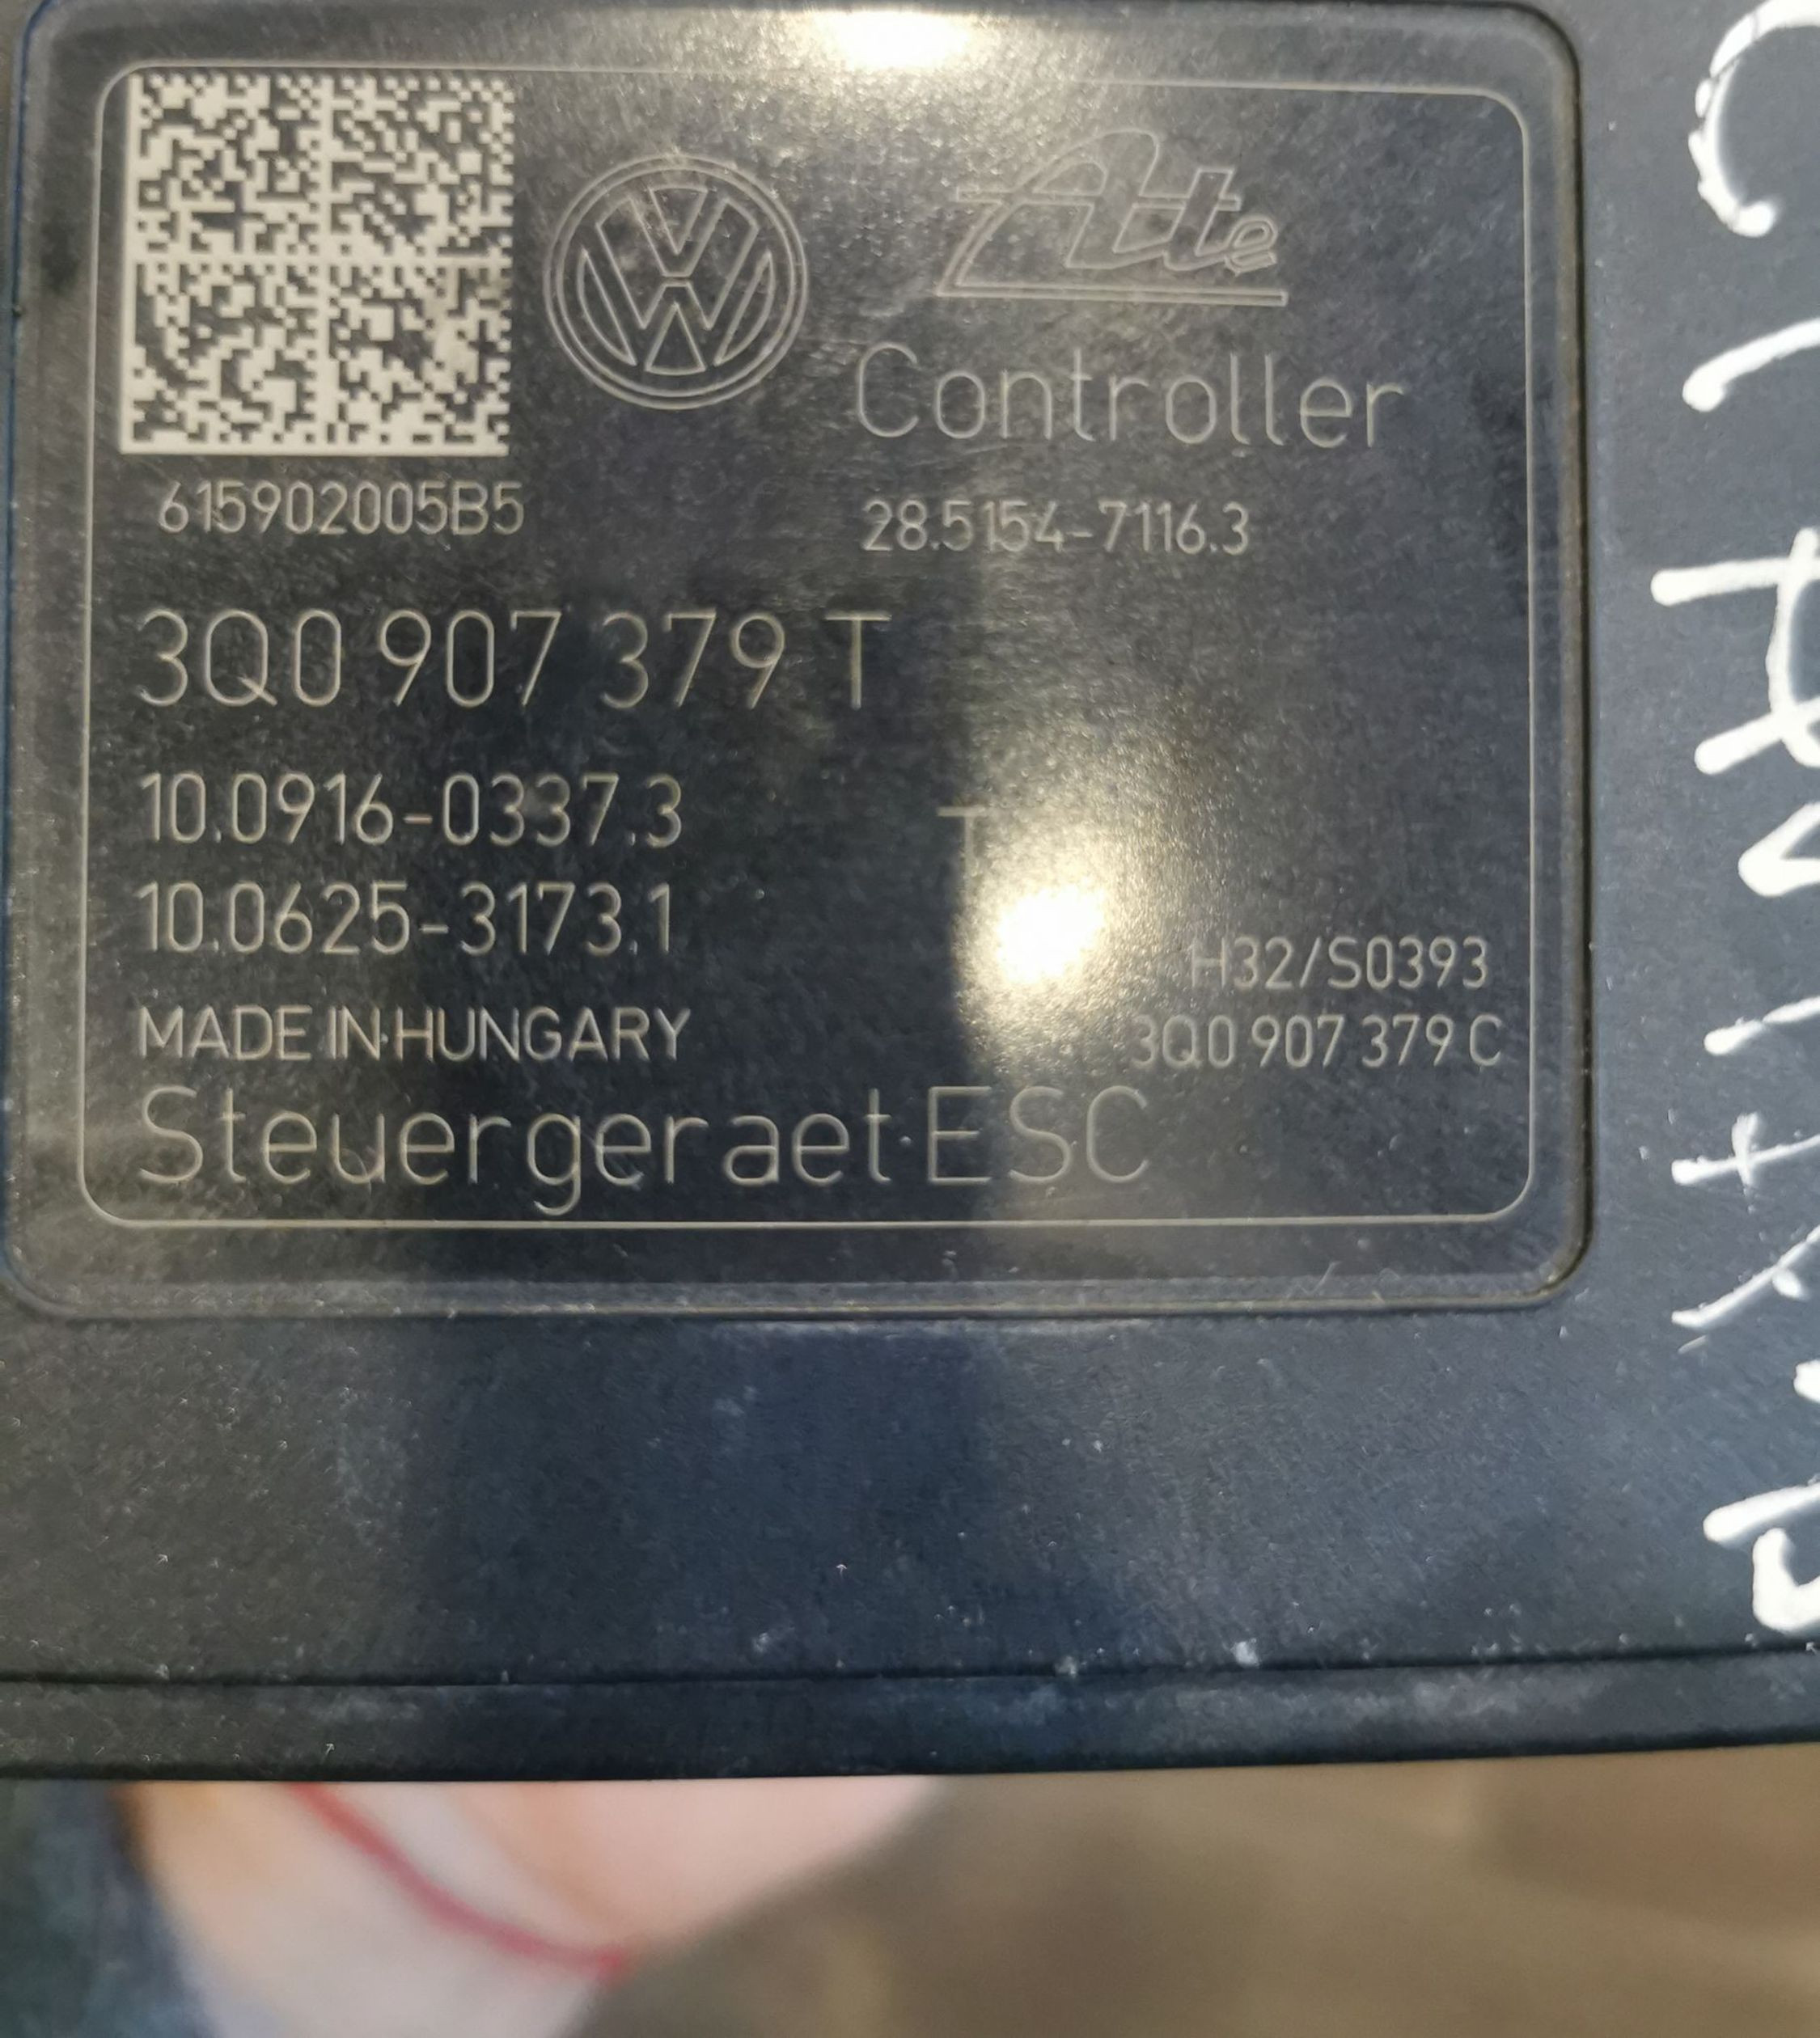 Ate
Controller
615902005B5
28.5154-7116.3
3Q0 907 379 T
10.0916-0337.3
T
10.0625-3173.1
H32/S0393
MADE IN HUNGARY
3Q0 907 379 C
Steuergeraet ESC